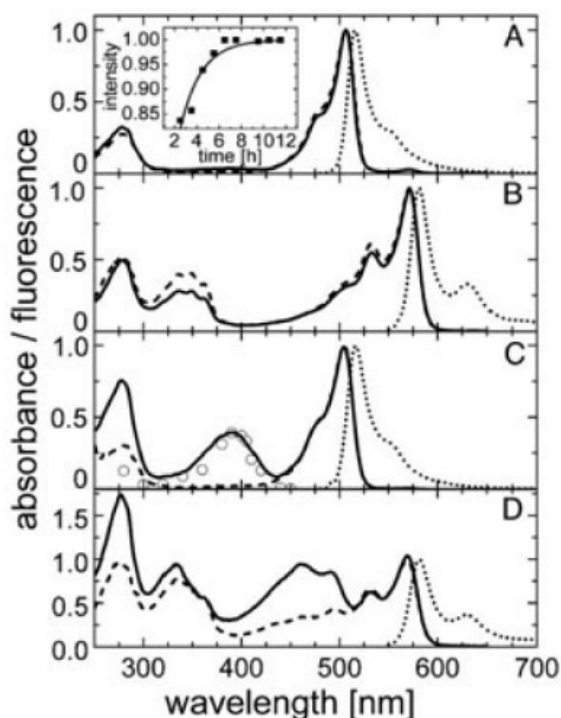 1.0 A
0.5
0
1.00
0.95
0.90
0.85
intensity
2 4 6 8 10 12
time [h]
1.0 B
0.5
0
1.0 C
0.5
0
1.5 D
1.0
0.5
0.0
absorbance / fluorescence
300 400 500 600 700
wavelength [nm]